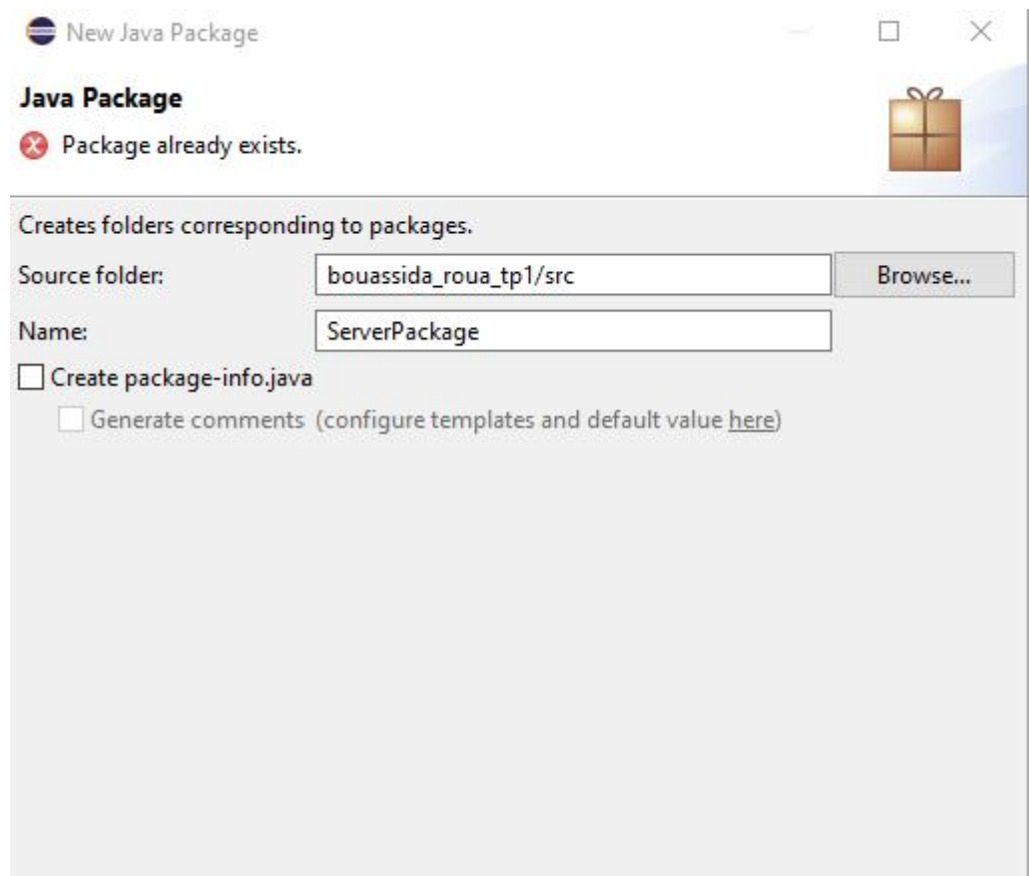 New Java Package
Java Package
Package already exists.
Creates folders corresponding to packages.
Source folder: bouassida_roua_tp1/src Browse...
Name: ServerPackage
Create package-info.java
Generate comments (configure templates and default value here)